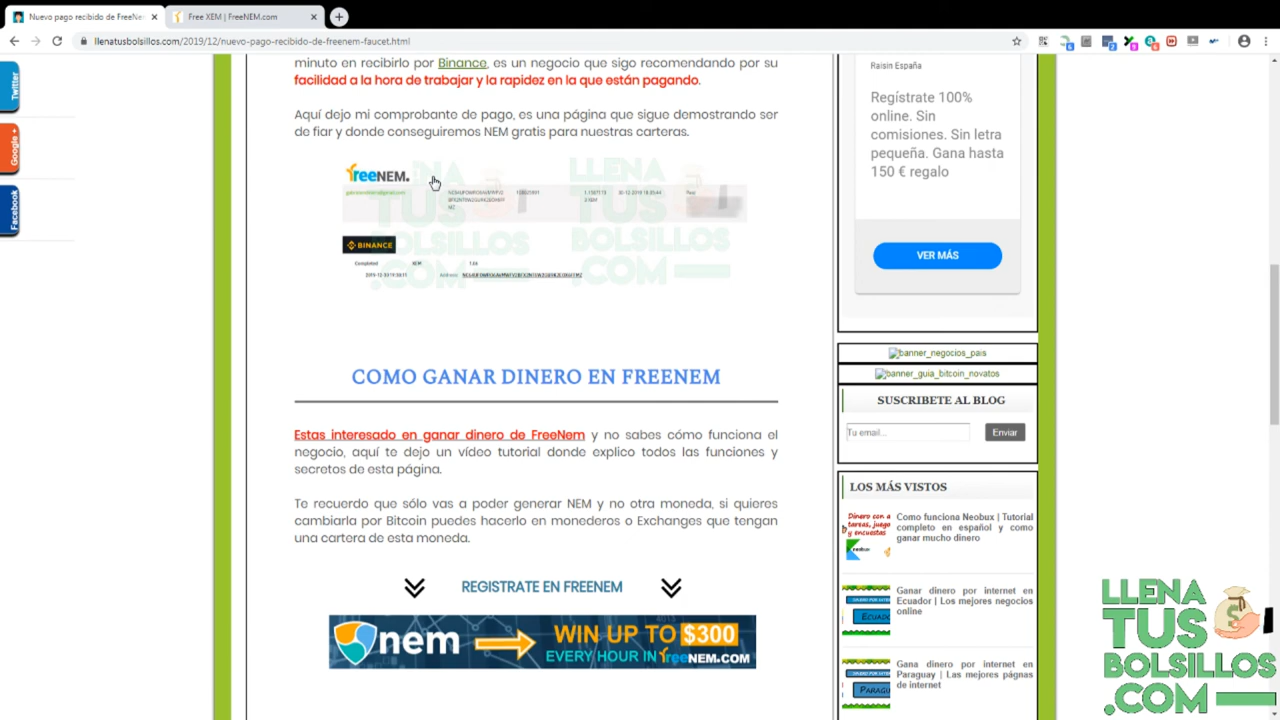 Nuevo pago recibido de FreeNe
Free XEM | FreeNEM.com
llenatusbolsillos.com/2019/12/nuevo-pago-recibido-de-freenem-faucet.html
Twitter
Google +
Facebook
minuto en recibirlo por Binance, es un negocio que sigo recomendando por su
facilidad a la hora de trabajar y la rapidez en la que están pagando.
Aquí dejo mi comprobante de pago, es una página que sigue demostrando ser
de fiar y donde conseguiremos NEM gratis para nuestras carteras.
freeNEM.
BINANCE
Completed XEM
Address:
COMO GANAR DINERO EN FREENEM
Estas interesado en ganar dinero de FreeNem y no sabes cómo funciona el
negocio, aquí te dejo un vídeo tutorial donde explico todos las funciones y
secretos de esta página.
Te recuerdo que sólo vas a poder generar NEM y no otra moneda, si quieres
cambiarla por Bitcoin puedes hacerlo en monederos o Exchanges que tengan
una cartera de esta moneda.
REGISTRATE EN FREENEM
nem WIN UP TO $300
EVERY HOUR IN freeNEM.COM
Raisin España
Regístrate 100%
online. Sin
comisiones. Sin letra
pequeña. Gana hasta
150 € regalo
VER MÁS
banner_negocios_pais
banner_guia_bitcoin_novatos
SUSCRIBETE AL BLOG
Tu email...
Enviar
LOS MÁS VISTOS
Dinero con a
tareas, juego
y encuestas
neobux
Como funciona Neobux | Tutorial
completo en español y como
ganar mucho dinero
Ganar dinero por internet en
Ecuador | Los mejores negocios
online
Gana dinero por internet en
Paraguay | Las mejores págnas
de internet
LLENA
TUS
BOLSILLOS
.COM